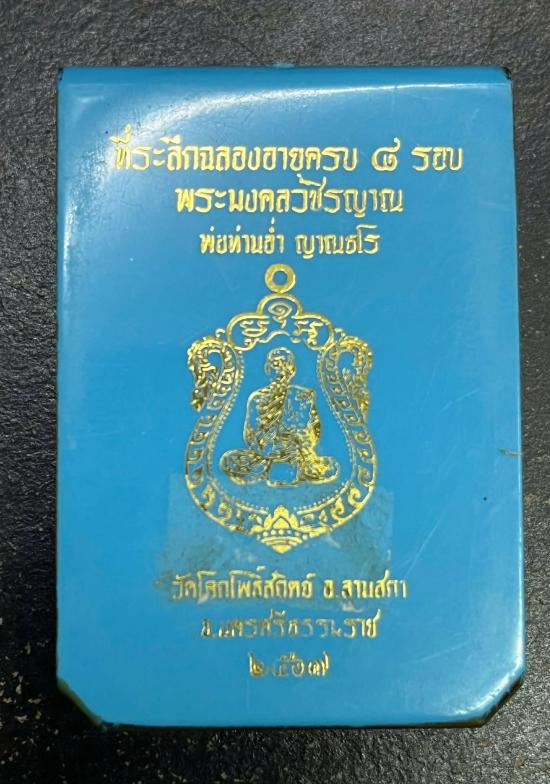 ที่ระลึกฉลองอายุครบ ๘ รอบ
พระมงคลวชิรญาณ
พ่อท่านฮ่ำ ญาณธโร
วัดโคกโพธิ์สถิตย์ อ.ลานสกา
จ.นครศรีธรรมราช
๒๕๖๓